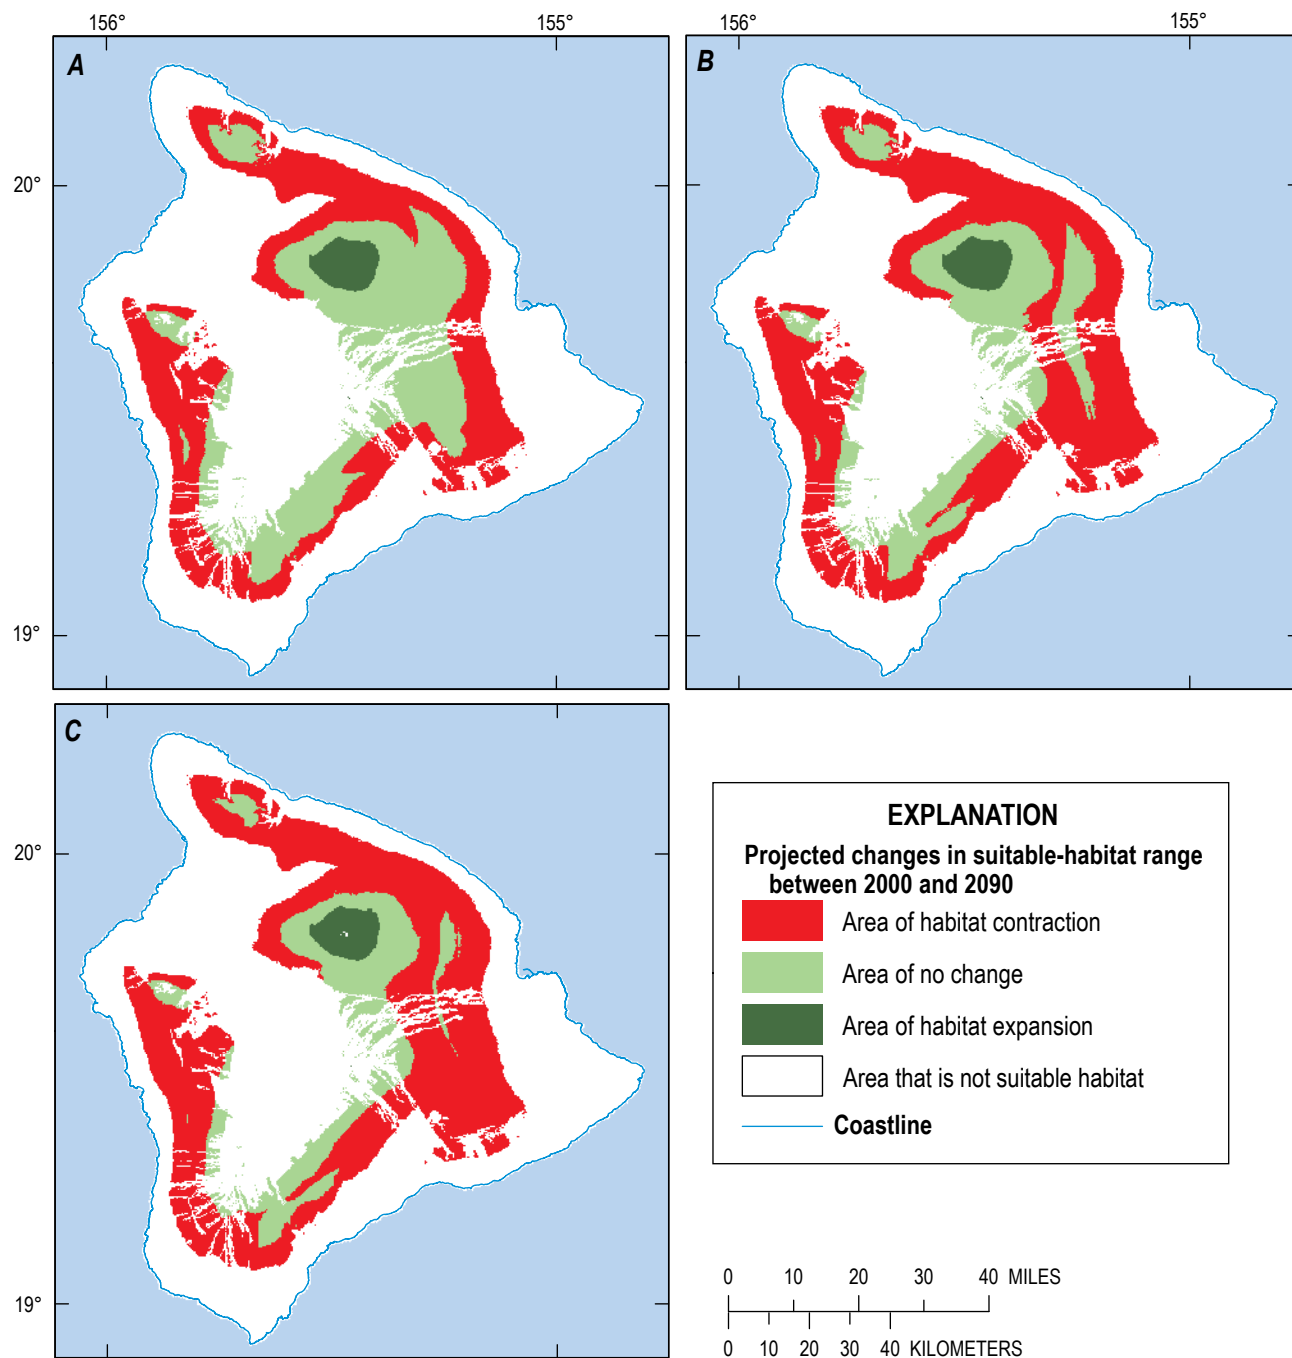 156°
155°
155°
156°
A
B
20°
19°
C
20°
19°
EXPLANATION
Projected changes in suitable-habitat range
between 2000 and 2090
Area of habitat contraction
Area of no change
Area of habitat expansion
Area that is not suitable habitat
Coastline
0 10 20 30 40 MILES
0 10 20 30 40 KILOMETERS